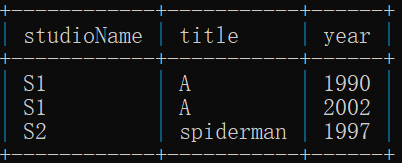 studioName title year
S1 A 1990
S1 A 2002
S2 spiderman 1997